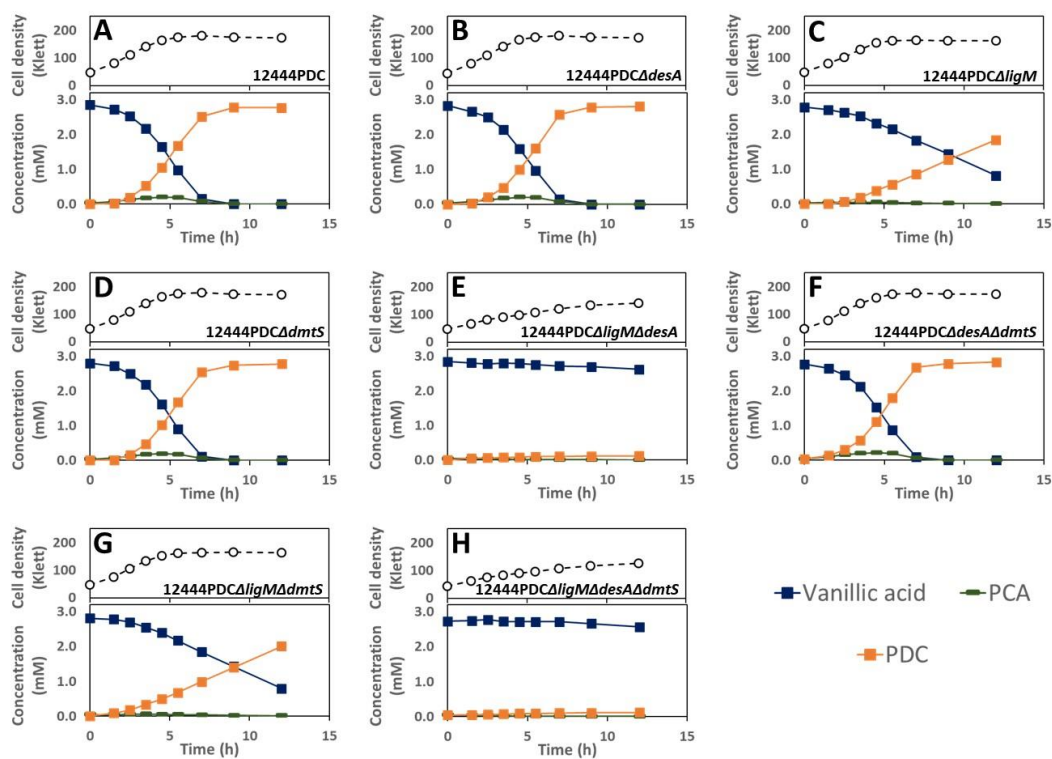 A
Cell density
(Klett)
200
100
0
12444PDC
3.0
2.0
1.0
0.0
Concentration
(mM)
0
5
10
15
Time (h)
B
Cell density
(Klett)
200
100
0
12444PDCΔdesA
3.0
2.0
1.0
0.0
Concentration
(mM)
0
5
10
15
Time (h)
C
Cell density
(Klett)
200
100
0
12444PDCΔligM
3.0
2.0
1.0
0.0
Concentration
(mM)
0
5
10
15
Time (h)
D
Cell density
(Klett)
200
100
0
12444PDCΔdmtS
3.0
2.0
1.0
0.0
Concentration
(mM)
0
5
10
15
Time (h)
E
Cell density
(Klett)
200
100
0
12444PDCΔligMΔdesA
3.0
2.0
1.0
0.0
Concentration
(mM)
0
5
10
15
Time (h)
F
Cell density
(Klett)
200
100
0
12444PDCΔdesAΔdmtS
3.0
2.0
1.0
0.0
Concentration
(mM)
0
5
10
15
Time (h)
G
Cell density
(Klett)
200
100
0
12444PDCΔligMΔdmtS
3.0
2.0
1.0
0.0
Concentration
(mM)
0
5
10
15
Time (h)
H
Cell density
(Klett)
200
100
0
12444PDCΔligMΔdesAΔdmtS
3.0
2.0
1.0
0.0
Concentration
(mM)
0
5
10
15
Time (h)
Vanillic acid
PCA
PDC